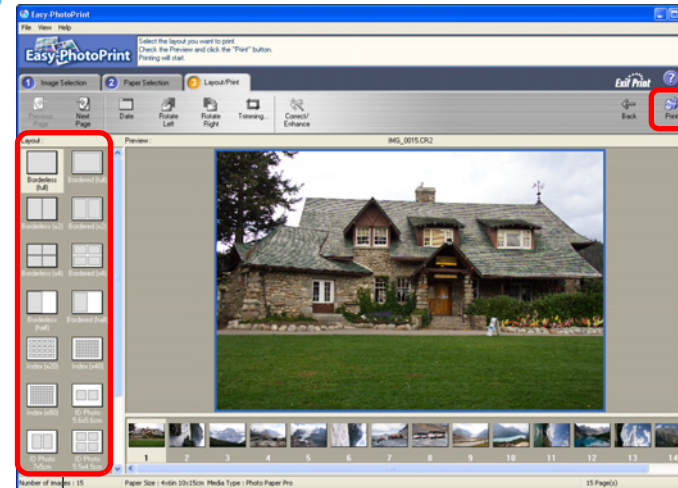 Easy-PhotoPrint
File View Help
Easy-PhotoPrint
Select the layout you want to print.
Check the Preview and click the "Print" button.
Printing will start.
1 Image Selection
2 Paper Selection
3 Layout/Print
Exif Print
?
Previous Page
Next Page
Date
Rotate Left
Rotate Right
Trimming...
Correct/Enhance
Back
Print
Layout :
Preview :
IMG_0015.CR2
Borderless (full)
Bordered (full)
Borderless (x2)
Bordered (x2)
Borderless (x4)
Bordered (x4)
Borderless (half)
Bordered (half)
Index (x20)
Index (x40)
Index (x80)
ID Photo 5.6x5.6cm
ID Photo 7x5cm
ID Photo 5.5x4.5cm
1 2 3 4 5 6 7 8 9 10 11 12 13 14
Number of images : 15
Paper Size : 4x6in 10x15cm Media Type : Photo Paper Pro
15 Page(s)